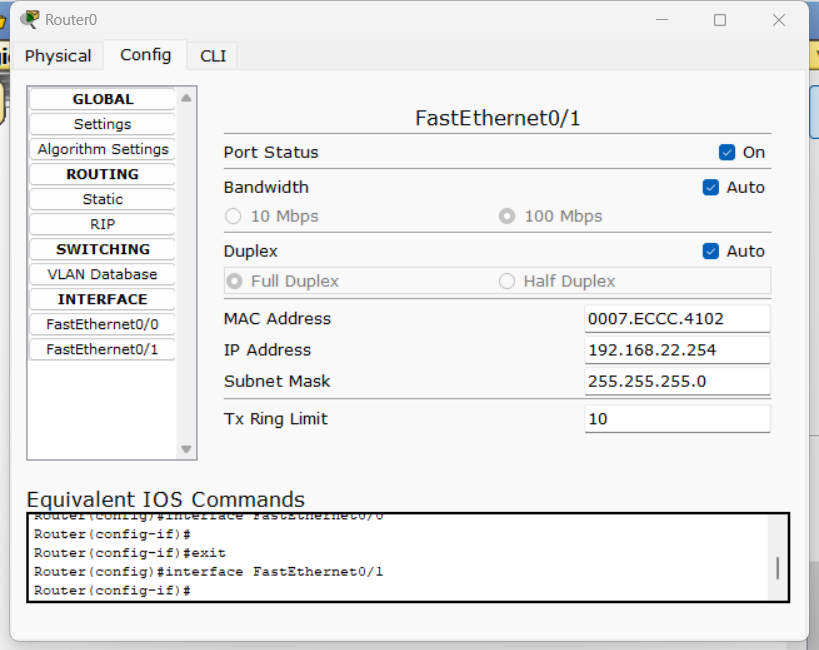 Router0
Physical Config CLI
GLOBAL
Settings
Algorithm Settings
ROUTING
Static
RIP
SWITCHING
VLAN Database
INTERFACE
FastEthernet0/0
FastEthernet0/1
FastEthernet0/1
Port Status On
Bandwidth Auto
10 Mbps 100 Mbps
Duplex Auto
Full Duplex Half Duplex
MAC Address 0007.ECCC.4102
IP Address 192.168.22.254
Subnet Mask 255.255.255.0
Tx Ring Limit 10
Equivalent IOS Commands
Router(config)#interface FastEthernet0/0
Router(config-if)#
Router(config-if)#exit
Router(config)#interface FastEthernet0/1
Router(config-if)#